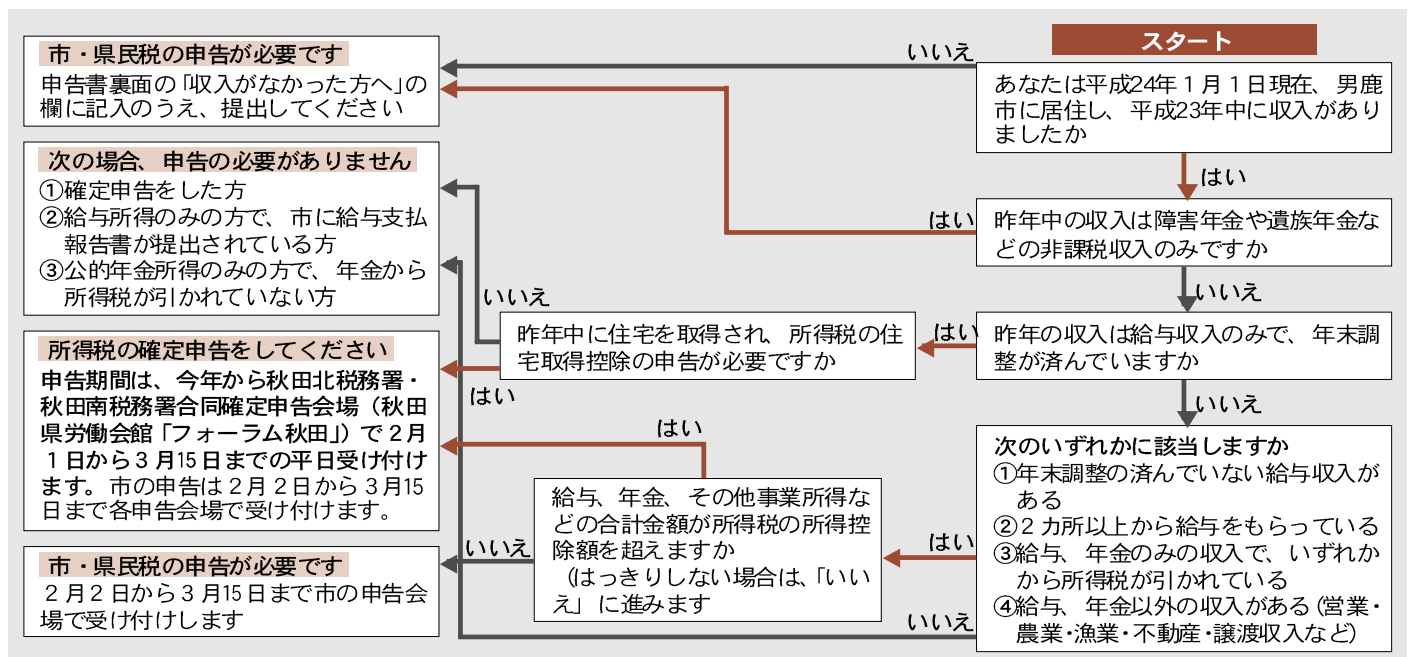 スタート
あなたは平成24年１月１日現在、男鹿
市に居住し、平成23年中に収入があり
ましたか
いいえ
はい
昨年中の収入は障害年金や遺族年金な
どの非課税収入のみですか
はい
いいえ
昨年の収入は給与収入のみで、年末調
整が済んでいますか
はい
いいえ
昨年中に住宅を取得され、所得税の住
宅取得控除の申告が必要ですか
いいえ
はい
次のいずれかに該当しますか
①年末調整の済んでいない給与収入が
ある
②２カ所以上から給与をもらっている
③給与、年金のみの収入で、いずれか
から所得税が引かれている
④給与、年金以外の収入がある（営業・
農業・漁業・不動産・譲渡収入など）
はい
いいえ
給与、年金、その他事業所得な
どの合計金額が所得税の所得控
除額を超えますか
（はっきりしない場合は、「いい
え」に進みます
はい
いいえ
市・県民税の申告が必要です
申告書裏面の「収入がなかった方へ」の
欄に記入のうえ、提出してください
次の場合、申告の必要がありません
①確定申告をした方
②給与所得のみの方で、市に給与支払
報告書が提出されている方
③公的年金所得のみの方で、年金から
所得税が引かれていない方
所得税の確定申告をしてください
申告期間は、今年から秋田北税務署・
秋田南税務署合同確定申告会場（秋田
県労働会館「フォーラム秋田」）で２月
１日から３月15日までの平日受け付け
ます。市の申告は２月２日から３月15
日まで各申告会場で受け付けます。
市・県民税の申告が必要です
２月２日から３月15日まで市の申告会
場で受け付けします